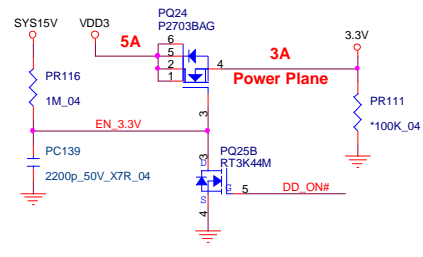 SYS15V
VDD3
PQ24
P2703BAG
5A
6
5
2
1
4
3A
Power Plane
3.3V
PR116
1M_04
3
PR111
*100K_04
EN_3.3V
PC139
2200p_50V_X7R_04
PQ25B
RT3K44M
3
D
G
S
5
DD_ON#
4